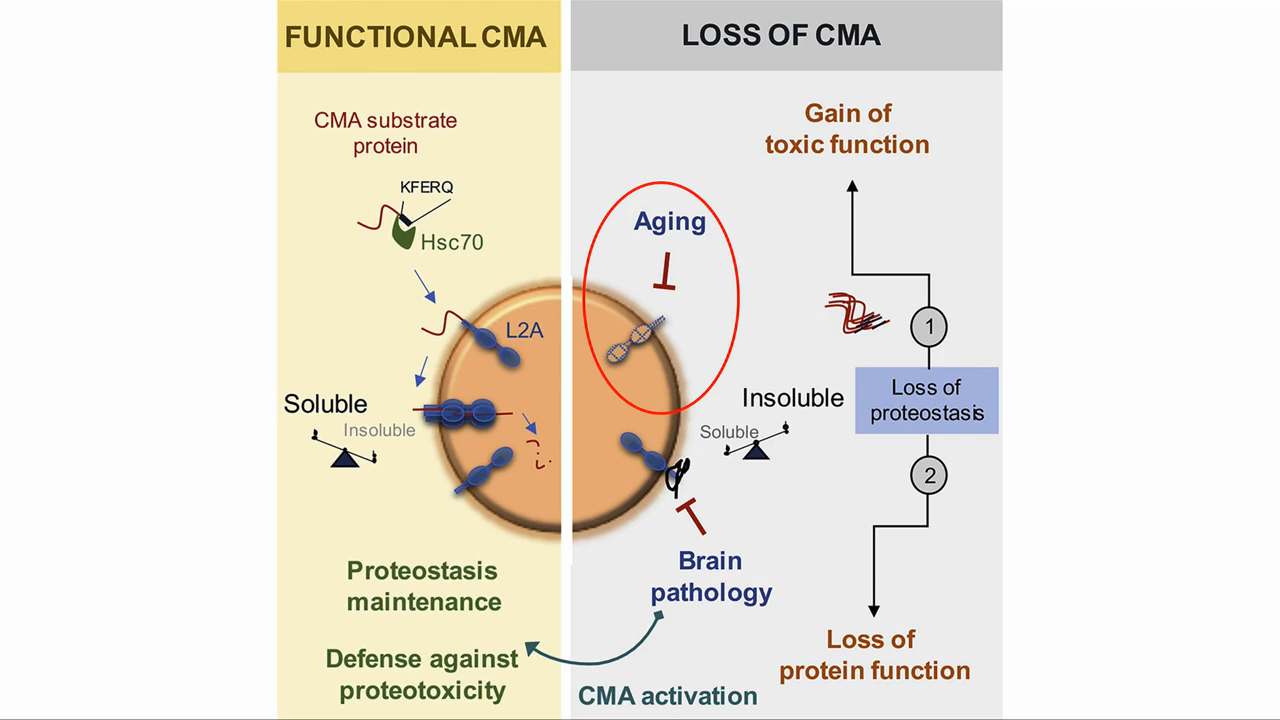 FUNCTIONAL CMA
CMA substrate
protein
KFERQ
Hsc70
L2A
Soluble
Insoluble
Proteostasis
maintenance
Defense against
proteotoxicity
LOSS OF CMA
Aging
Gain of
toxic function
1
Loss of
proteostasis
Insoluble
Soluble
2
Brain
pathology
Loss of
protein function
CMA activation